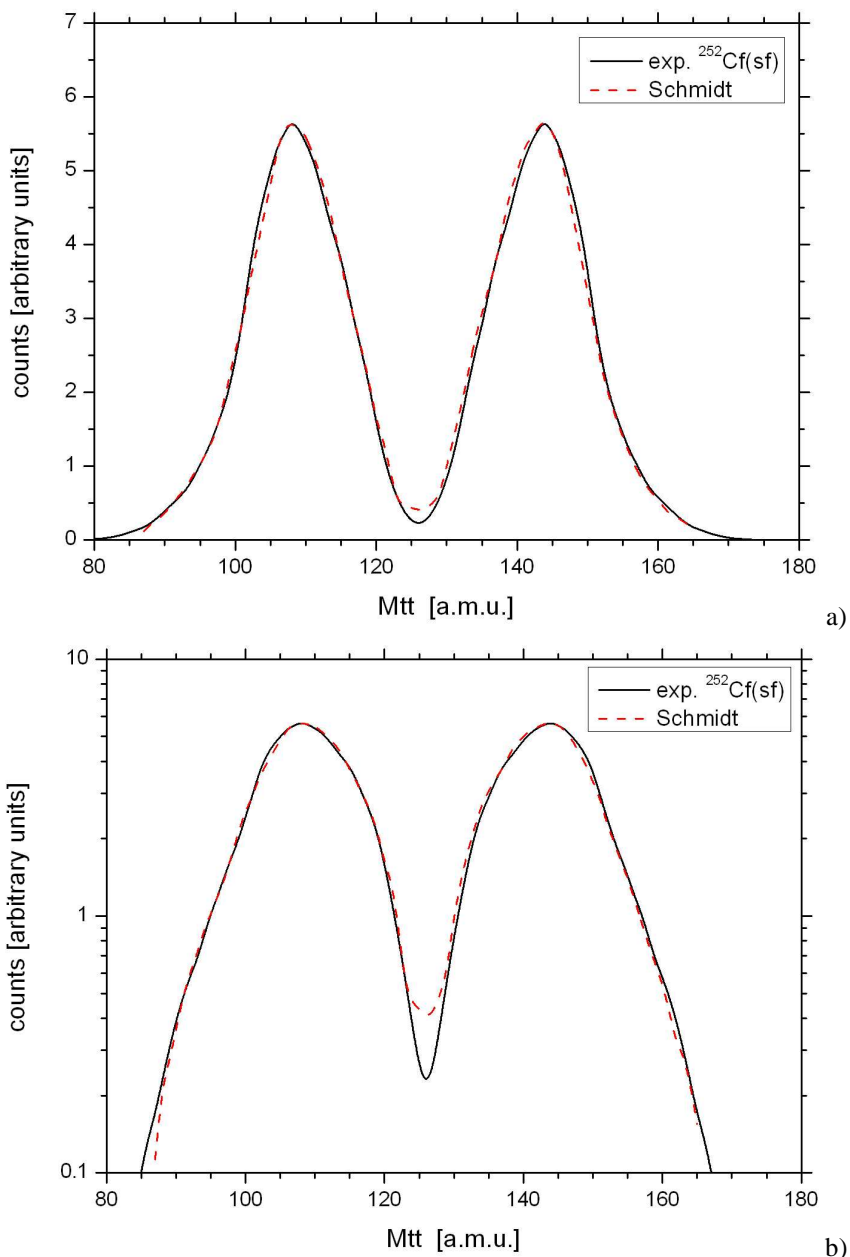 7
6
5
4
3
2
1
0
counts [arbitrary units]
exp. ²⁵²Cf(sf)
Schmidt
80 100 120 140 160 180
Mtt [a.m.u.]
a)
10
1
0.1
counts [arbitrary units]
exp. ²⁵²Cf(sf)
Schmidt
80 100 120 140 160 180
Mtt [a.m.u.]
b)